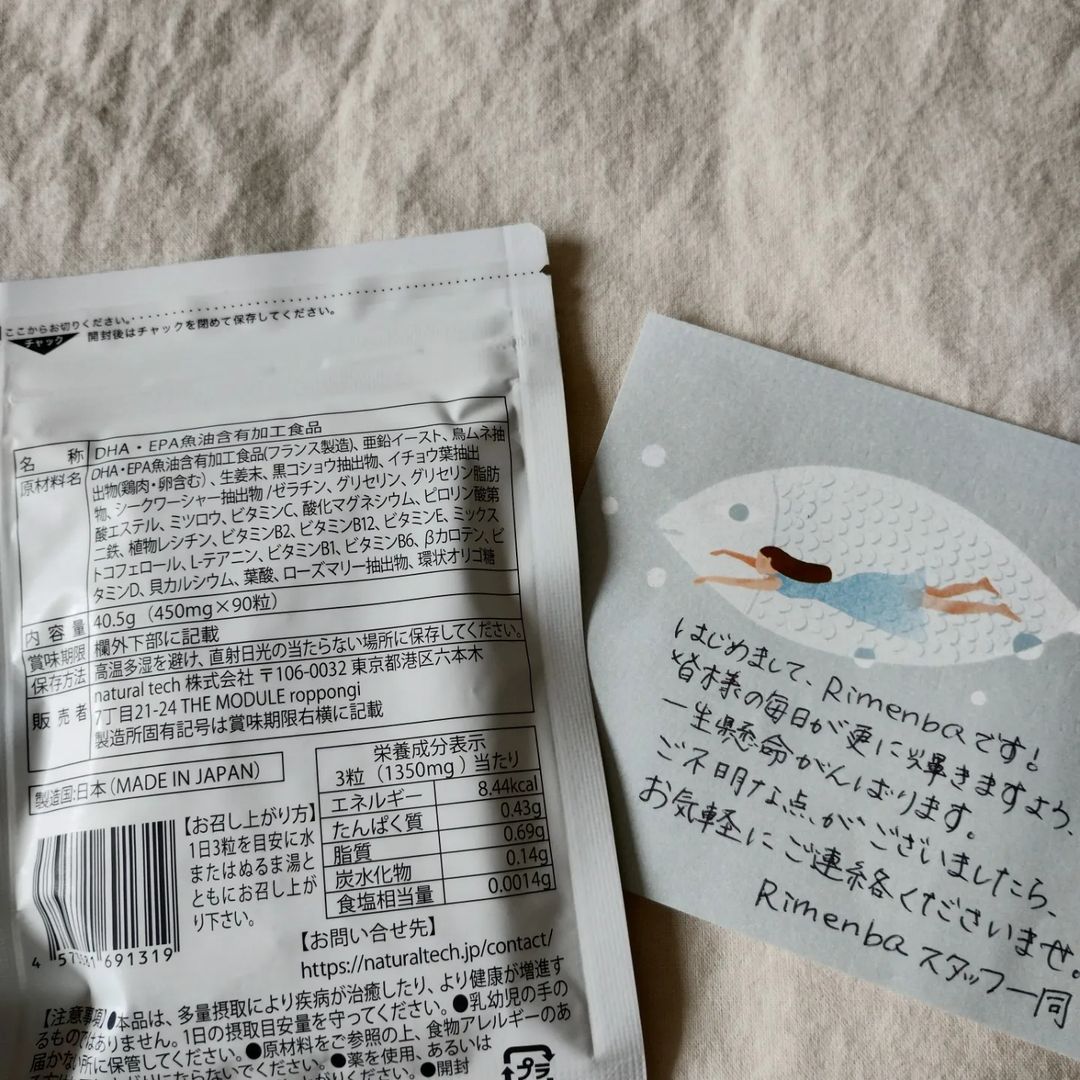 ここからお切りください。
チャック
開封後はチャックを閉めて保存してください。
名 称 DHA・EPA魚油含有加工食品
原材料名 DHA・EPA魚油含有加工食品(フランス製造)、亜鉛イースト、鳥ムネ抽
出物(鶏肉・卵含む)、生姜末、黒コショウ抽出物、イチョウ葉抽出
物、シークワーシャー抽出物/ゼラチン、グリセリン、グリセリン脂肪
酸エステル、ミツロウ、ビタミンC、酸化マグネシウム、ピロリン酸第
二鉄、植物レシチン、ビタミンB2、ビタミンB12、ビタミンE、ミックス
トコフェロール、L-テアニン、ビタミンB1、ビタミンB6、βカロテン、ビ
タミンD、貝カルシウム、葉酸、ローズマリー抽出物、環状オリゴ糖
内 容 量 40.5g(450mg×90粒)
賞味期限 欄外下部に記載
保存方法 高温多湿を避け、直射日光の当たらない場所に保存してください。
販 売 者 natural tech 株式会社 〒106-0032 東京都港区六本木
7丁目21-24 THE MODULE roppongi
製造所固有記号は賞味期限右横に記載
製造国:日本(MADE IN JAPAN)
栄養成分表示
3粒(1350mg)当たり
エネルギー 8.44kcal
たんぱく質 0.43g
脂質 0.69g
炭水化物 0.14g
食塩相当量 0.0014g
【お召し上がり方】
1日3粒を目安に水
またはぬるま湯と
ともにお召し上が
り下さい。
691319
【お問い合せ先】
https://naturaltech.jp/contact/
【注意事項】●本品は、多量摂取により疾病が治癒したり、より健康が増進す
るものではありません。1日の摂取目安量を守ってください。●乳幼児の手の
届かない所に保管してください。●原材料をご参照の上、食物アレルギーのあ
●薬を使用、あるいは
●開封
プラ
はじめまして、Rimenbaです!
皆様の毎日が更に輝きますよう、
一生懸命がんばります。
ご不明な点がございましたら、
お気軽にご連絡くださいませ。
Rimenbaスタッフ一同